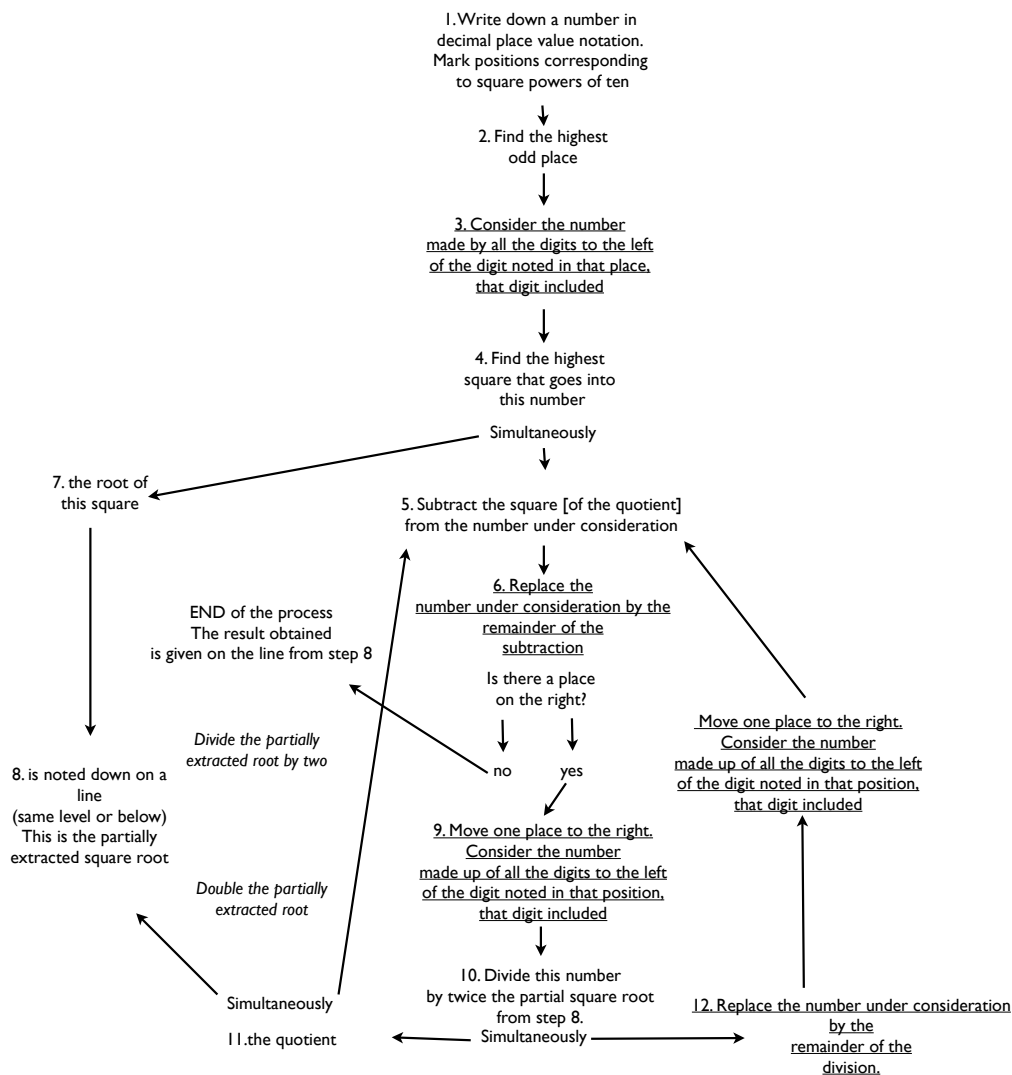 1. Write down a number in
decimal place value notation.
Mark positions corresponding
to square powers of ten
2. Find the highest
odd place
3. Consider the number
made by all the digits to the left
of the digit noted in that place,
that digit included
4. Find the highest
square that goes into
this number
Simultaneously
7. the root of
this square
5. Subtract the square [of the quotient]
from the number under consideration
6. Replace the
number under consideration by the
remainder of the
subtraction
END of the process
The result obtained
is given on the line from step 8
Is there a place
on the right?
no
yes
Divide the partially
extracted root by two
8. is noted down on a
line
(same level or below)
This is the partially
extracted square root
Move one place to the right.
Consider the number
made up of all the digits to the left
of the digit noted in that position,
that digit included
9. Move one place to the right.
Consider the number
made up of all the digits to the left
of the digit noted in that position,
that digit included
Double the partially
extracted root
10. Divide this number
by twice the partial square root
from step 8.
Simultaneously
Simultaneously
11. the quotient
12. Replace the number under consideration
by the
remainder of the
division.